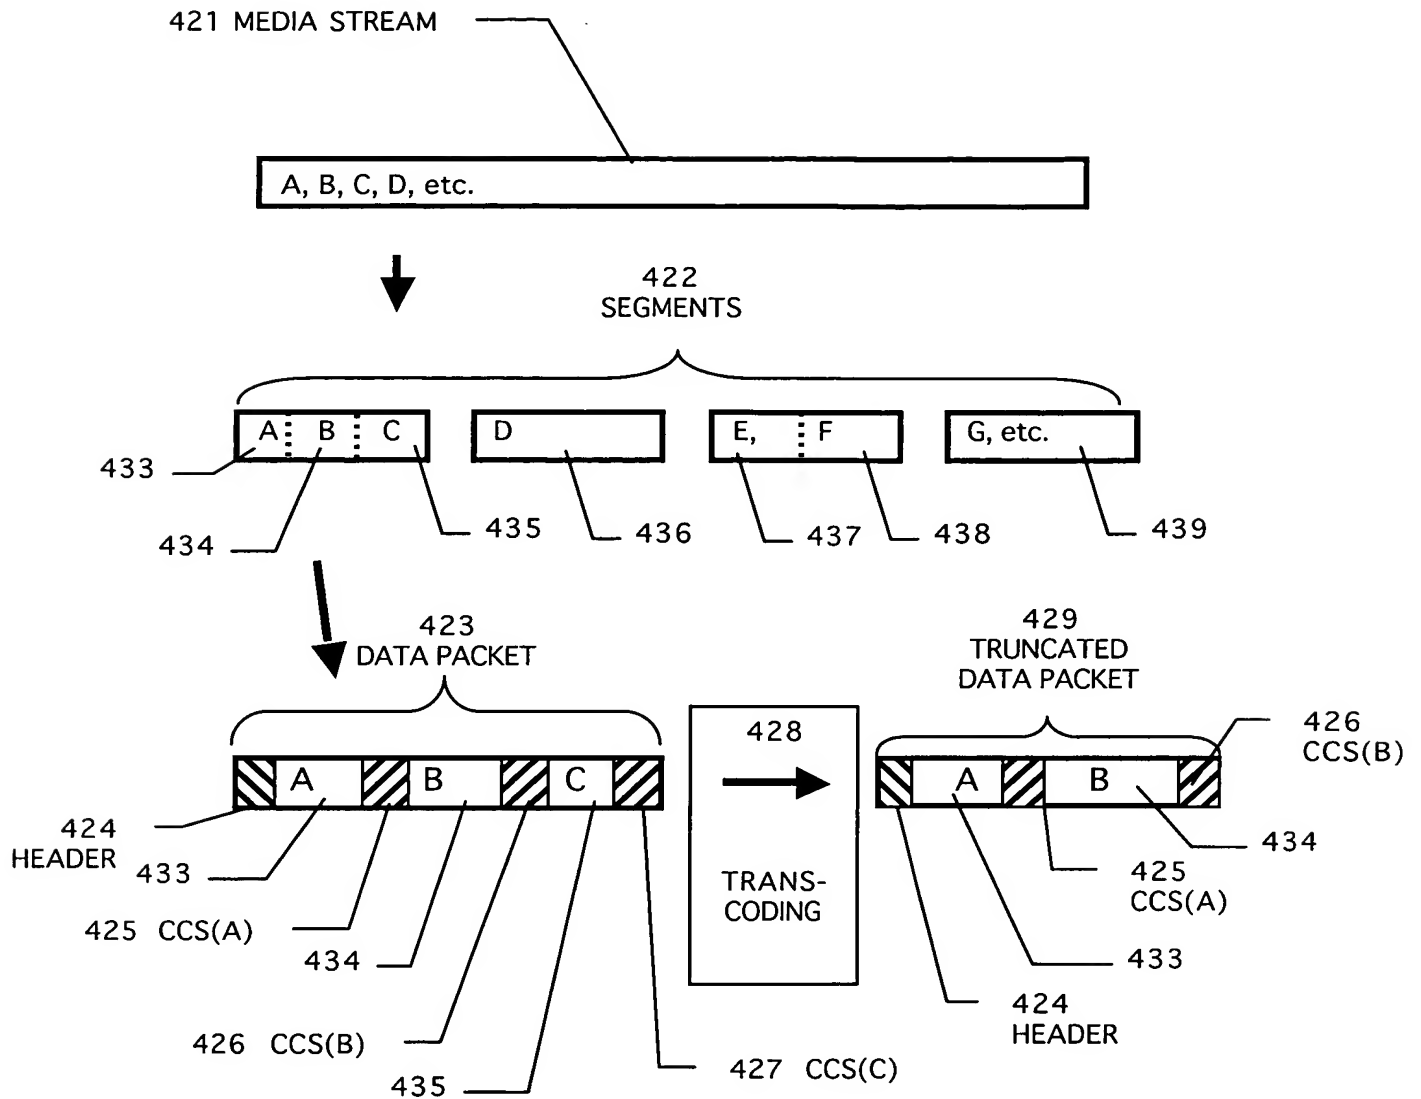 421 MEDIA STREAM
A, B, C, D, etc.
422
SEGMENTS
A B C
D
E, F
G, etc.
433
434
435
436
437
438
439
423
DATA PACKET
429
TRUNCATED
DATA PACKET
A B C
428
TRANS-
CODING
A B
426
CCS(B)
424
HEADER
433
434
425
CCS(A)
425 CCS(A)
434
433
424
HEADER
426 CCS(B)
427 CCS(C)
435